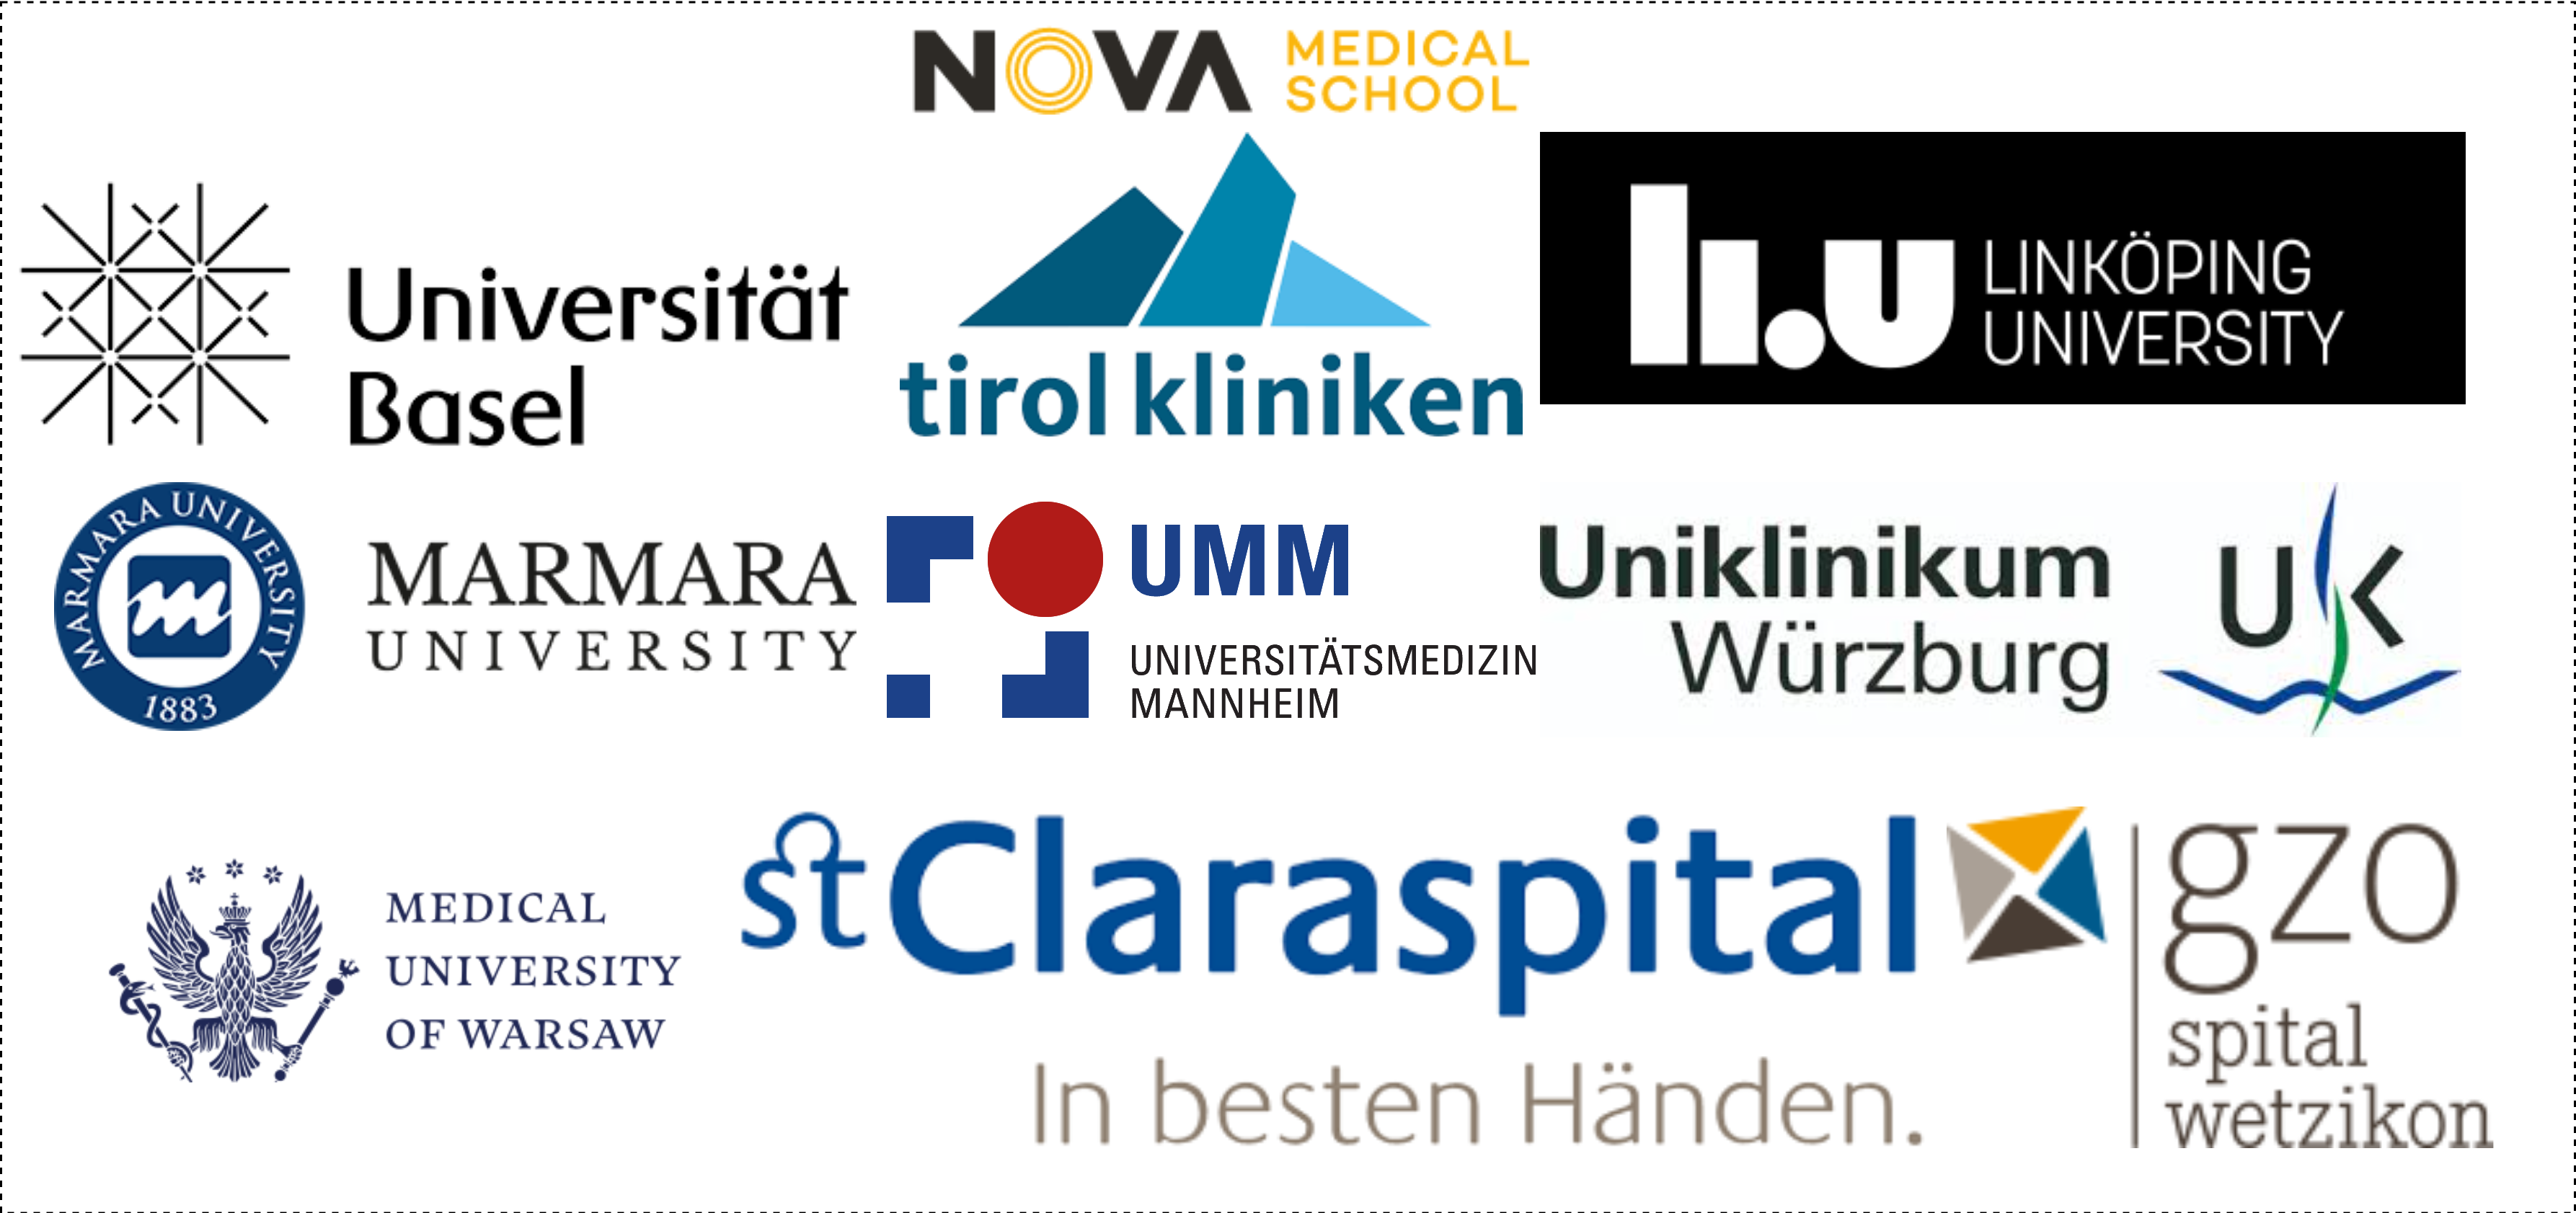 NOVA MEDICAL
SCHOOL
Universität
Basel
tirol kliniken
li.u LINKÖPING
UNIVERSITY
MARMARA UNIVERSITY
1883
MARMARA
UNIVERSITY
UMM
UNIVERSITÄTSMEDIZIN
MANNHEIM
Uniklinikum
Würzburg
UK
MEDICAL
UNIVERSITY
OF WARSAW
St Claraspital
In besten Händen.
gzo
spital
wetzikon